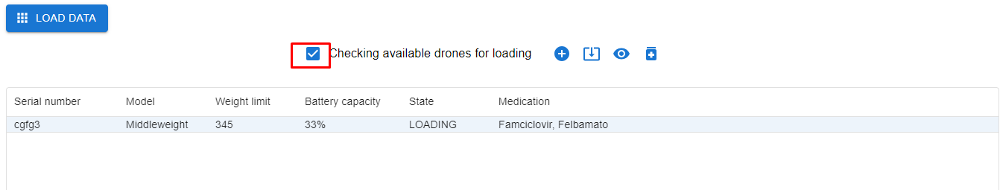 LOAD DATA
Checking available drones for loading
Serial number Model Weight limit Battery capacity State Medication
cgfg3 Middleweight 345 33% LOADING Famciclovir, Felbamato